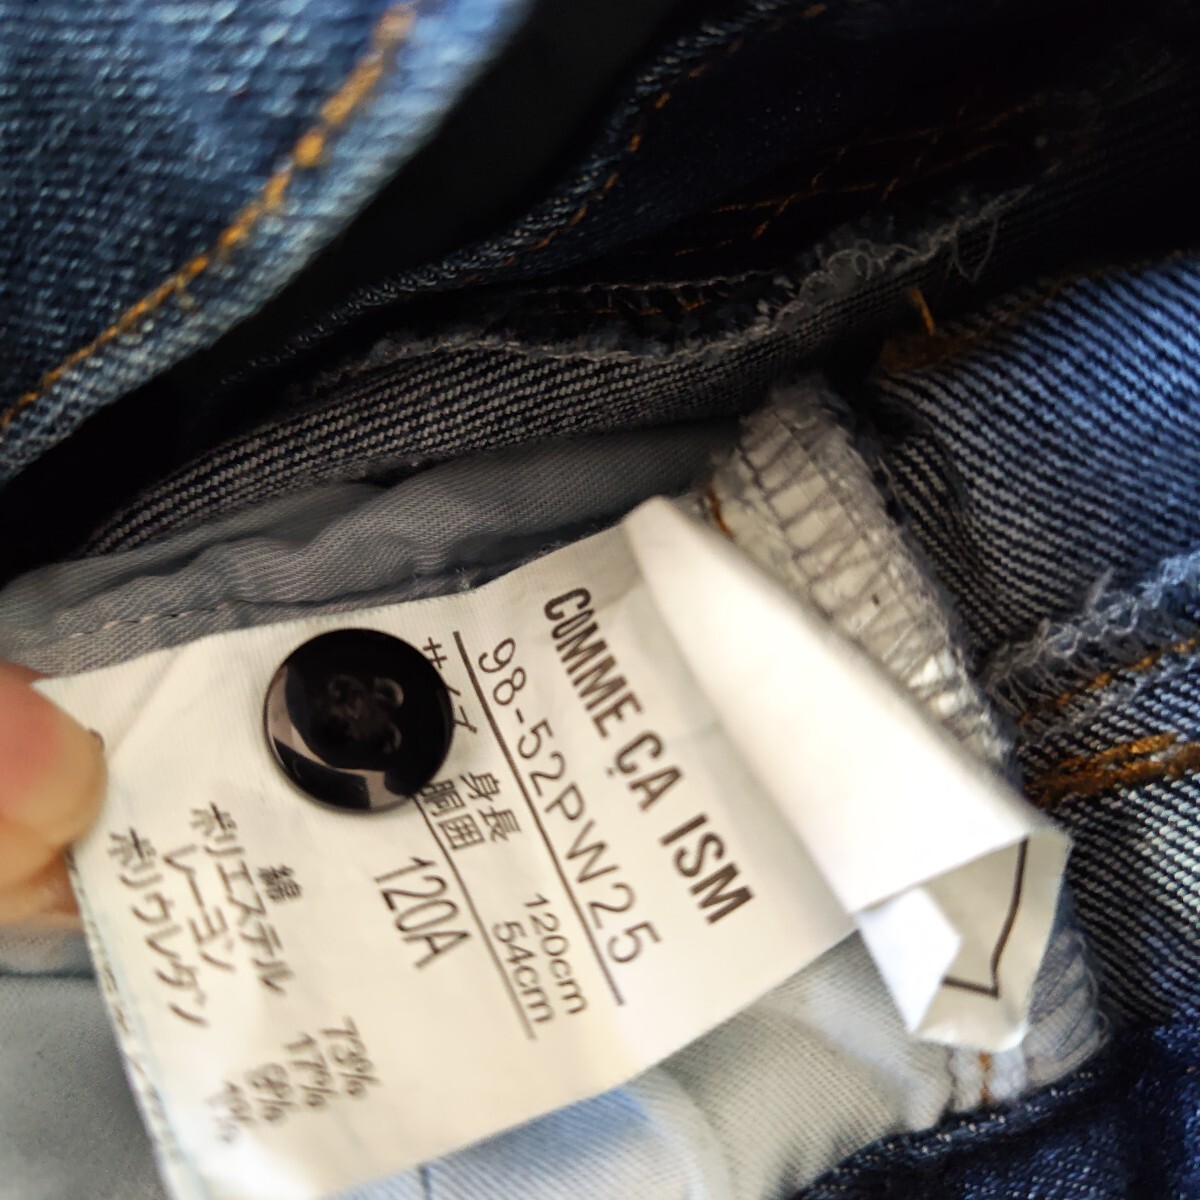 COMME ÇA ISM
98-52PW25
サイズ
身長 120cm
胴囲 54cm
120A
綿 73%
ポリエステル 17%
レーヨン 9%
ポリウレタン 1%